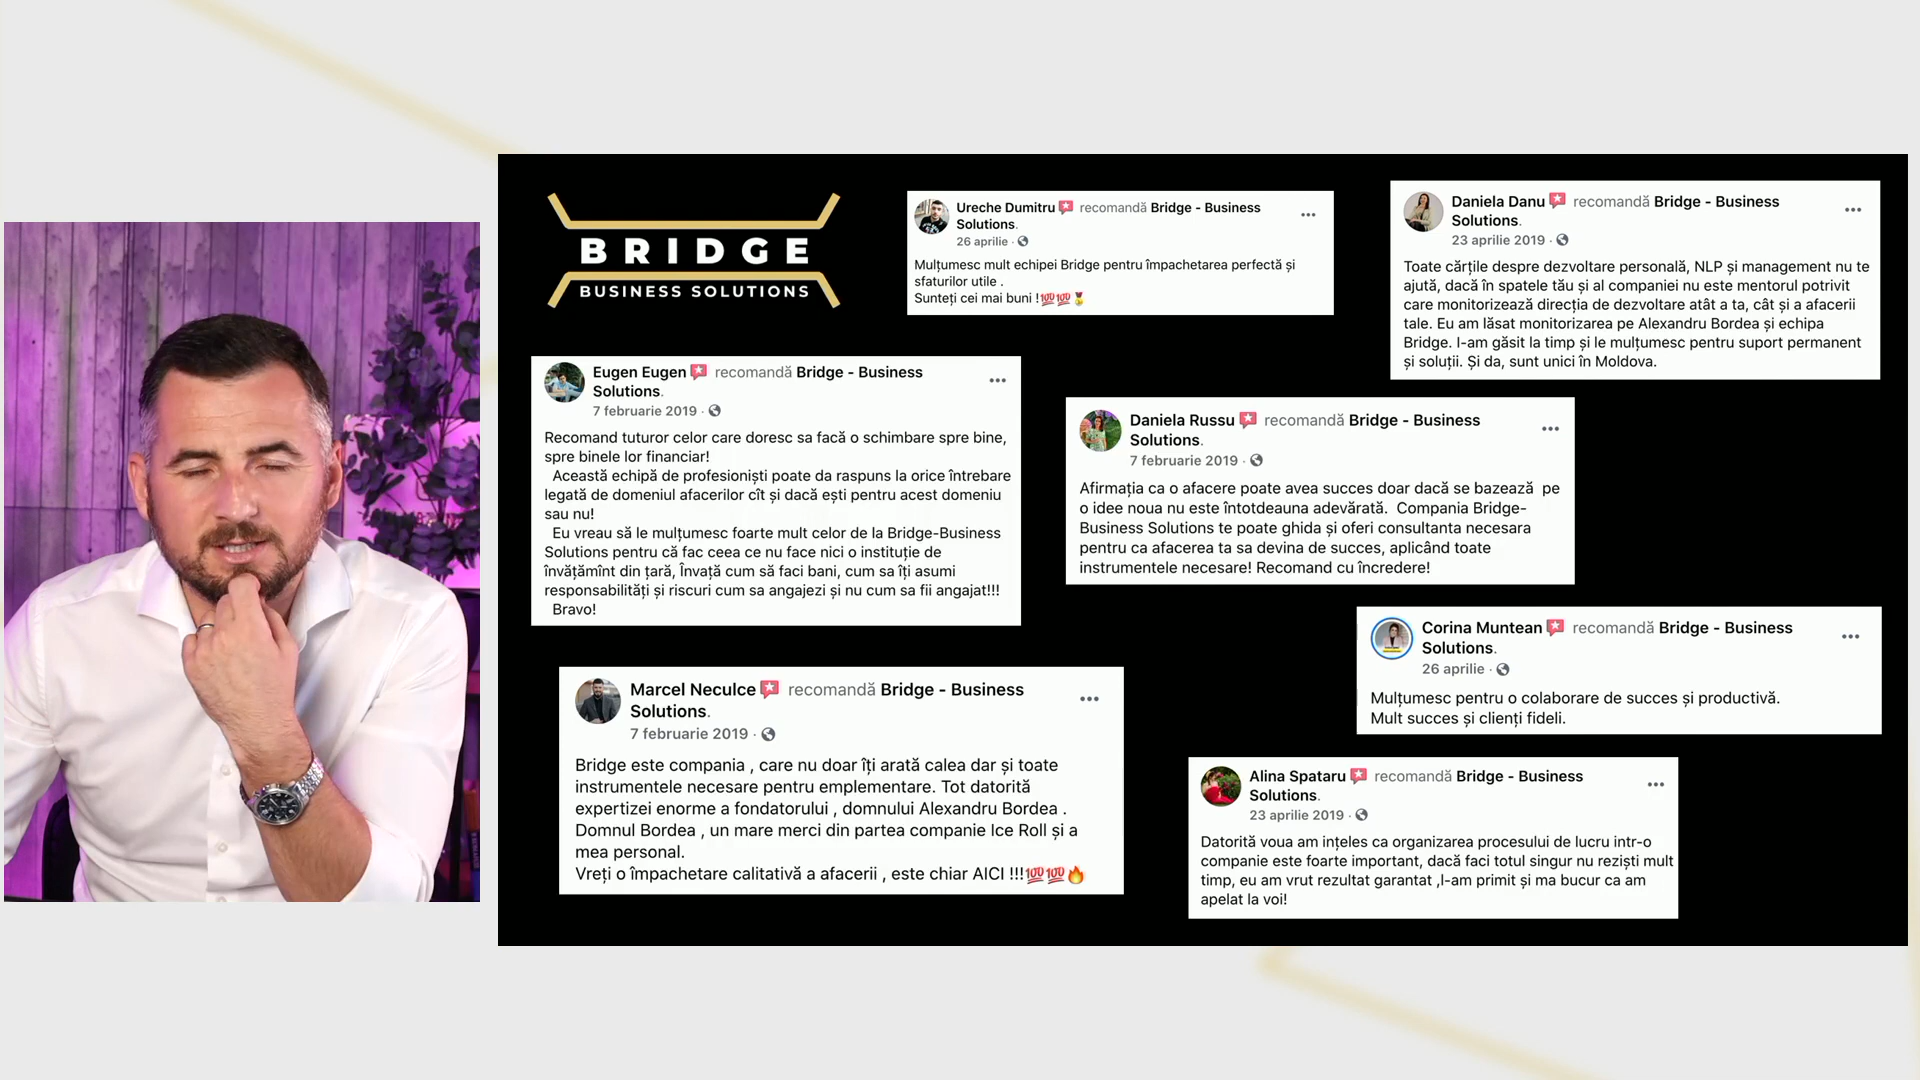 BRIDGE
BUSINESS SOLUTIONS
Ureche Dumitru recomandă Bridge - Business
Solutions.
26 aprilie ·
Mulțumesc mult echipei Bridge pentru împachetarea perfectă și
sfaturilor utile .
Sunteți cei mai buni !💯💯🏅
Daniela Danu recomandă Bridge - Business
Solutions.
23 aprilie 2019 ·
Toate cărțile despre dezvoltare personală, NLP și management nu te
ajută, dacă în spatele tău și al companiei nu este mentorul potrivit
care monitorizează direcția de dezvoltare atât a ta, cât și a afacerii
tale. Eu am lăsat monitorizarea pe Alexandru Bordea și echipa
Bridge. I-am găsit la timp și le mulțumesc pentru suport permanent
și soluții. Și da, sunt unici în Moldova.
Eugen Eugen recomandă Bridge - Business
Solutions.
7 februarie 2019 ·
Recomand tuturor celor care doresc sa facă o schimbare spre bine,
spre binele lor financiar!
Această echipă de profesioniști poate da raspuns la orice întrebare
legată de domeniul afacerilor cît și dacă ești pentru acest domeniu
sau nu!
Eu vreau să le mulțumesc foarte mult celor de la Bridge-Business
Solutions pentru că fac ceea ce nu face nici o instituție de
învățămînt din țară, Învață cum să faci bani, cum sa îți asumi
responsabilități și riscuri cum sa angajezi și nu cum sa fii angajat!!!
Bravo!
Daniela Russu recomandă Bridge - Business
Solutions.
7 februarie 2019 ·
Afirmația ca o afacere poate avea succes doar dacă se bazează pe
o idee noua nu este întotdeauna adevărată. Compania Bridge-
Business Solutions te poate ghida și oferi consultanta necesara
pentru ca afacerea ta sa devina de succes, aplicând toate
instrumentele necesare! Recomand cu încredere!
Corina Muntean recomandă Bridge - Business
Solutions.
26 aprilie ·
Mulțumesc pentru o colaborare de succes și productivă.
Mult succes și clienți fideli.
Marcel Neculce recomandă Bridge - Business
Solutions.
7 februarie 2019 ·
Bridge este compania , care nu doar îți arată calea dar și toate
instrumentele necesare pentru emplementare. Tot datorită
expertizei enorme a fondatorului , domnului Alexandru Bordea .
Domnul Bordea , un mare merci din partea companie Ice Roll și a
mea personal.
Vreți o împachetare calitativă a afacerii , este chiar AICI !!!💯💯🔥
Alina Spataru recomandă Bridge - Business
Solutions.
23 aprilie 2019 ·
Datorită voua am ințeles ca organizarea procesului de lucru intr-o
companie este foarte important, dacă faci totul singur nu reziști mult
timp, eu am vrut rezultat garantat ,l-am primit și ma bucur ca am
apelat la voi!